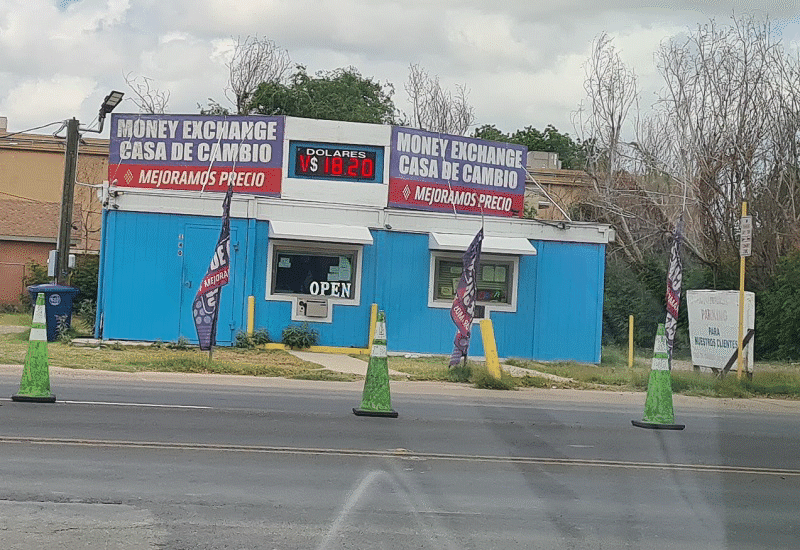 MONEY EXCHANGE
CASA DE CAMBIO
MEJORAMOS PRECIO
DOLARES
V$18.20
MONEY EXCHANGE
CASA DE CAMBIO
MEJORAMOS PRECIO
OPEN
PARKING
PARA
NUESTROS CLIENTES